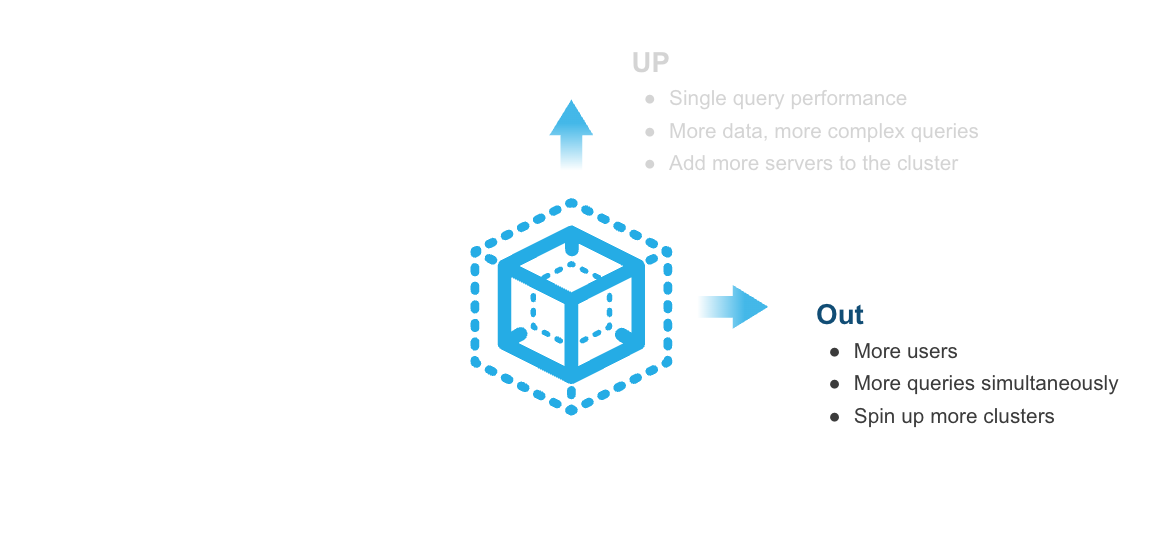 UP
● Single query performance
● More data, more complex queries
● Add more servers to the cluster
Out
● More users
● More queries simultaneously
● Spin up more clusters